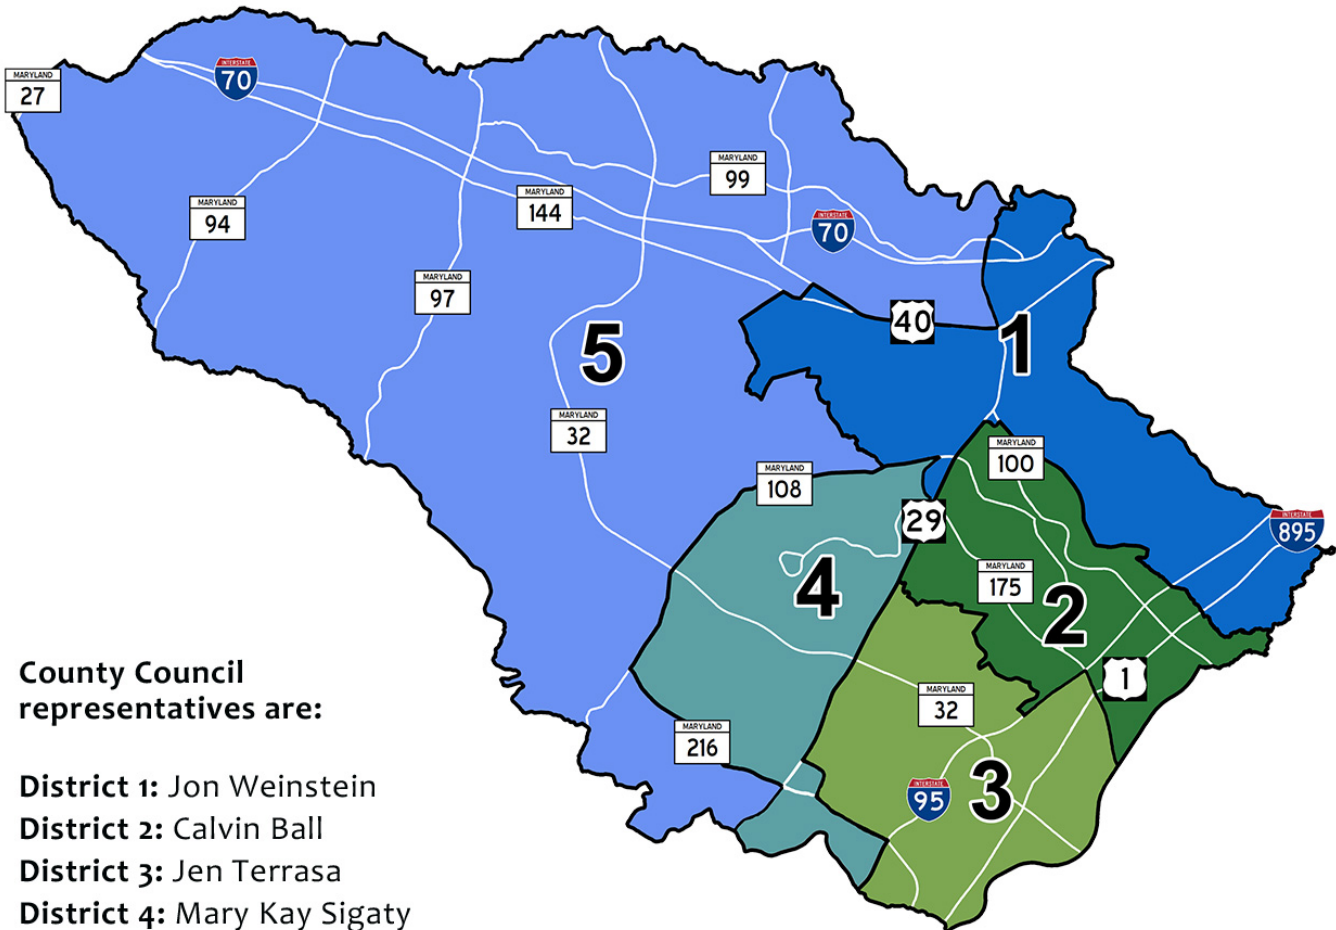 MARYLAND
27
INTERSTATE
70
MARYLAND
94
MARYLAND
144
MARYLAND
99
INTERSTATE
70
MARYLAND
97
40
1
5
MARYLAND
32
MARYLAND
100
MARYLAND
108
29
INTERSTATE
895
4
MARYLAND
175
2
1
MARYLAND
32
MARYLAND
216
INTERSTATE
95
3
County Council
representatives are:
District 1: Jon Weinstein
District 2: Calvin Ball
District 3: Jen Terrasa
District 4: Mary Kay Sigaty